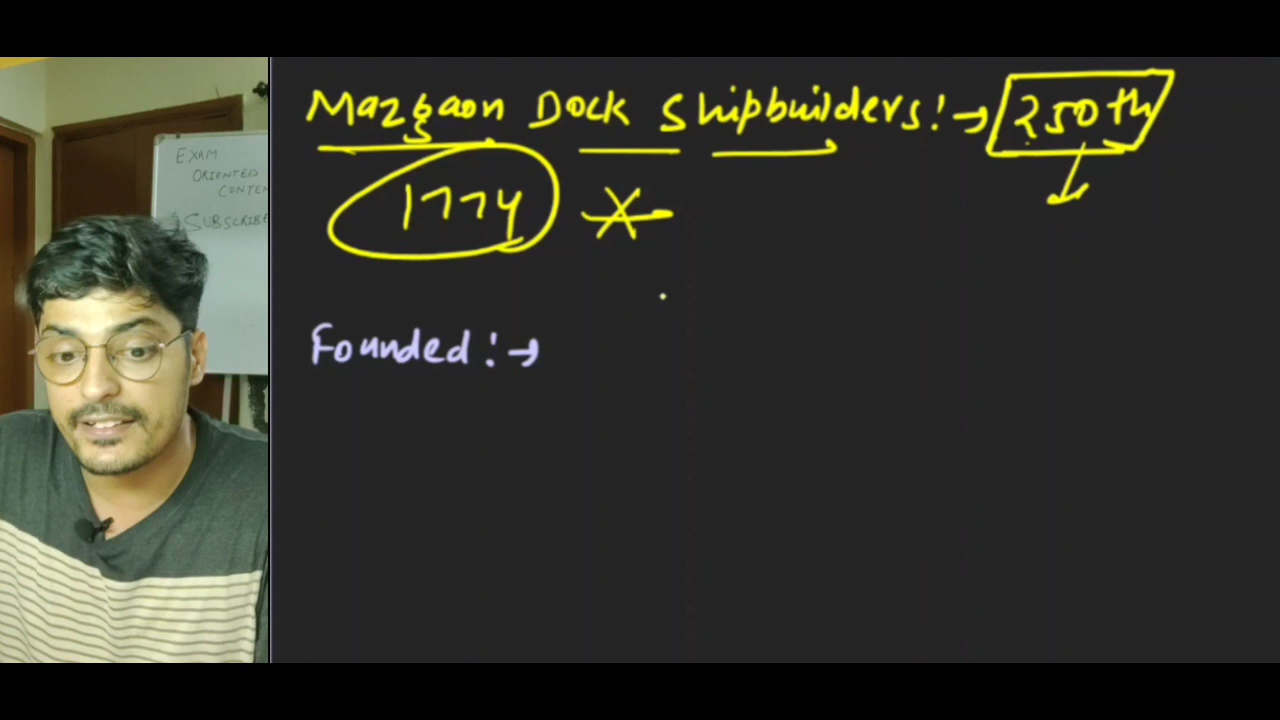 EXAM
ORIENTED
CONTEN
SUBSCRIBE
Mazgaon Dock Shipbuilders:→ 250th
1774 X
Founded:→